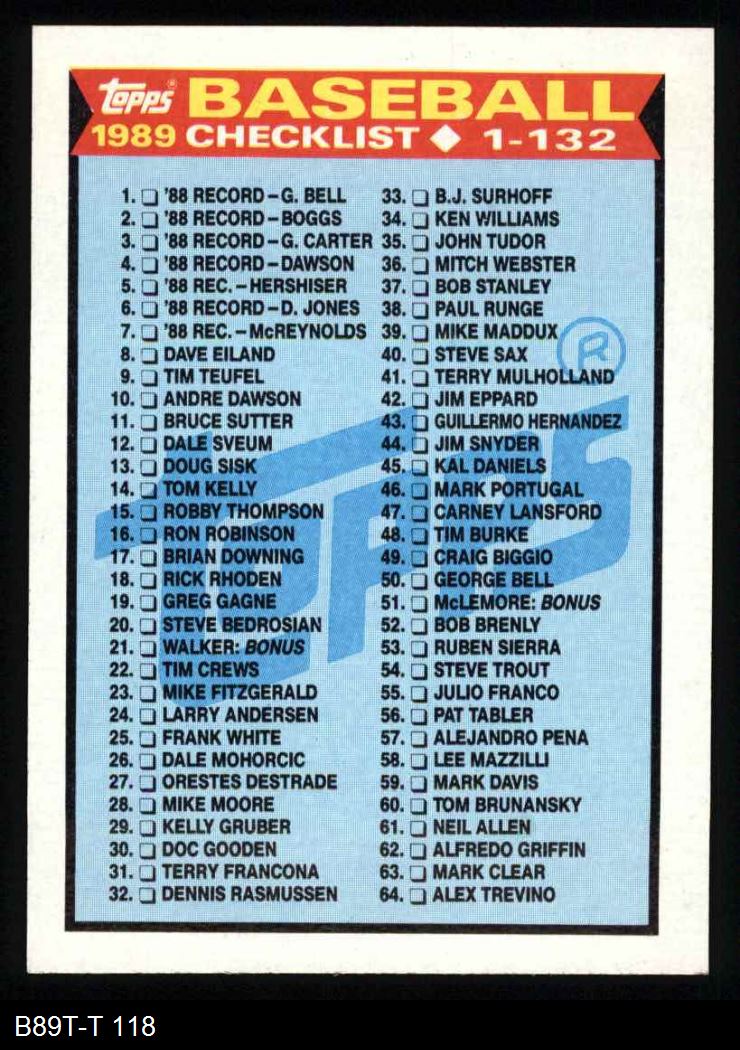 topps® BASEBALL
1989 CHECKLIST ◆ 1-132
1. ❏ '88 RECORD–G. BELL
2. ❏ '88 RECORD–BOGGS
3. ❏ '88 RECORD–G. CARTER
4. ❏ '88 RECORD–DAWSON
5. ❏ '88 REC.–HERSHISER
6. ❏ '88 RECORD–D. JONES
7. ❏ '88 REC.–McREYNOLDS
8. ❏ DAVE EILAND
9. ❏ TIM TEUFEL
10. ❏ ANDRE DAWSON
11. ❏ BRUCE SUTTER
12. ❏ DALE SVEUM
13. ❏ DOUG SISK
14. ❏ TOM KELLY
15. ❏ ROBBY THOMPSON
16. ❏ RON ROBINSON
17. ❏ BRIAN DOWNING
18. ❏ RICK RHODEN
19. ❏ GREG GAGNE
20. ❏ STEVE BEDROSIAN
21. ❏ WALKER: BONUS
22. ❏ TIM CREWS
23. ❏ MIKE FITZGERALD
24. ❏ LARRY ANDERSEN
25. ❏ FRANK WHITE
26. ❏ DALE MOHORCIC
27. ❏ ORESTES DESTRADE
28. ❏ MIKE MOORE
29. ❏ KELLY GRUBER
30. ❏ DOC GOODEN
31. ❏ TERRY FRANCONA
32. ❏ DENNIS RASMUSSEN
33. ❏ B.J. SURHOFF
34. ❏ KEN WILLIAMS
35. ❏ JOHN TUDOR
36. ❏ MITCH WEBSTER
37. ❏ BOB STANLEY
38. ❏ PAUL RUNGE
39. ❏ MIKE MADDUX
40. ❏ STEVE SAX
41. ❏ TERRY MULHOLLAND
42. ❏ JIM EPPARD
43. ❏ GUILLERMO HERNANDEZ
44. ❏ JIM SNYDER
45. ❏ KAL DANIELS
46. ❏ MARK PORTUGAL
47. ❏ CARNEY LANSFORD
48. ❏ TIM BURKE
49. ❏ CRAIG BIGGIO
50. ❏ GEORGE BELL
51. ❏ McLEMORE: BONUS
52. ❏ BOB BRENLY
53. ❏ RUBEN SIERRA
54. ❏ STEVE TROUT
55. ❏ JULIO FRANCO
56. ❏ PAT TABLER
57. ❏ ALEJANDRO PENA
58. ❏ LEE MAZZILLI
59. ❏ MARK DAVIS
60. ❏ TOM BRUNANSKY
61. ❏ NEIL ALLEN
62. ❏ ALFREDO GRIFFIN
63. ❏ MARK CLEAR
64. ❏ ALEX TREVINO
topps®
B89T-T 118